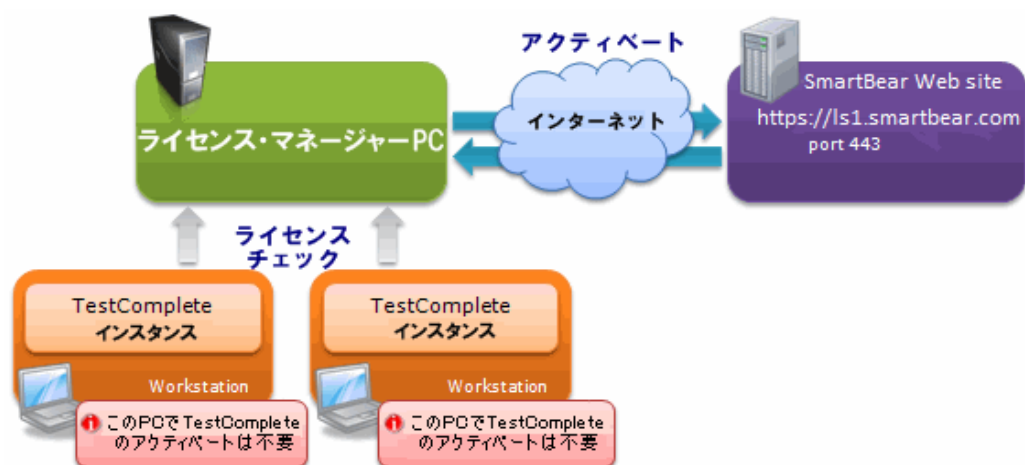 アクティベート
SmartBear Web site
https://ls1.smartbear.com
port 443
ライセンス・マネージャーPC
インターネット
ライセンス
チェック
TestComplete
インスタンス
Workstation
このPCでTestComplete
のアクティベートは不要
TestComplete
インスタンス
Workstation
このPCでTestComplete
のアクティベートは不要